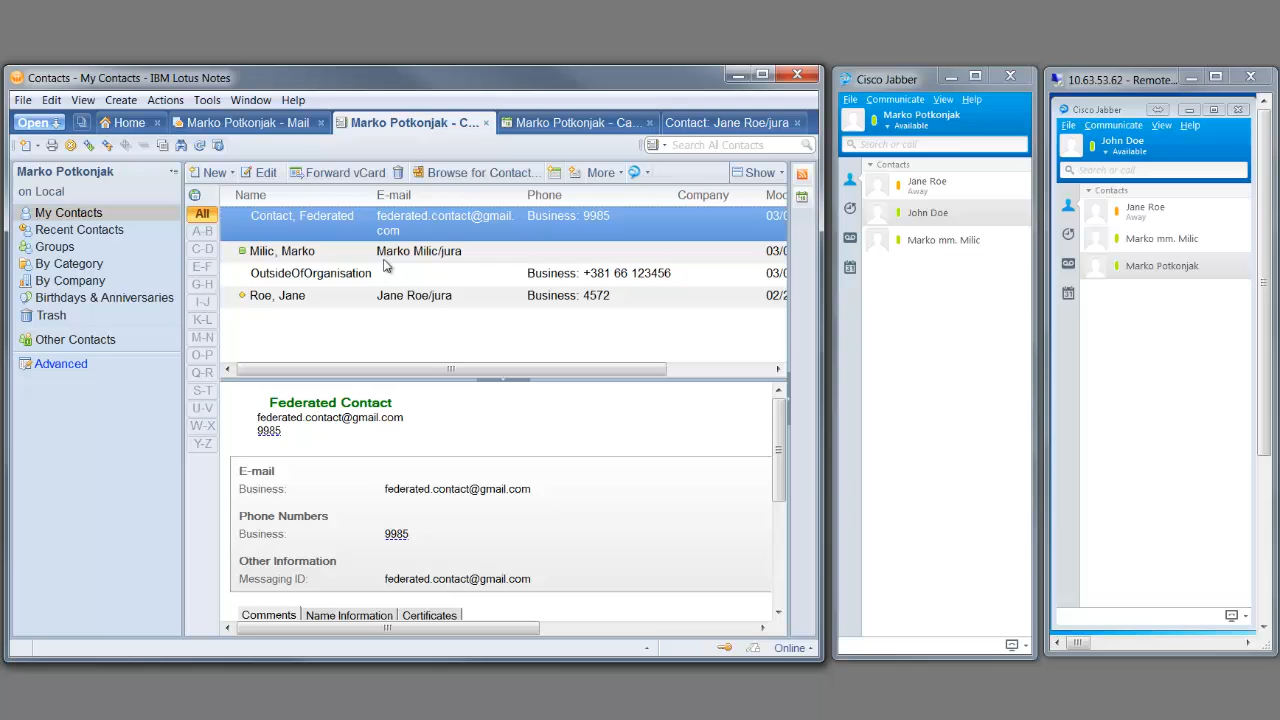 Contacts - My Contacts - IBM Lotus Notes
File Edit View Create Actions Tools Window Help
Open Home × Marko Potkonjak - Mail × Marko Potkonjak - C... × Marko Potkonjak - Ca... × Contact: Jane Roe/jura ×
Search All Contacts
Marko Potkonjak
on Local
My Contacts
Recent Contacts
Groups
By Category
By Company
Birthdays & Anniversaries
Trash
Other Contacts
Advanced
New Edit Forward vCard Browse for Contact... More Show
Name E-mail Phone Company Mod
All
A-B
C-D
E-F
G-H
I-J
K-L
M-N
O-P
Q-R
S-T
U-V
W-X
Y-Z
Contact, Federated federated.contact@gmail. Business: 9985 03/0
com
Milic, Marko Marko Milic/jura 03/0
OutsideOfOrganisation Business: +381 66 123456 03/0
Roe, Jane Jane Roe/jura Business: 4572 02/2
Federated Contact
federated.contact@gmail.com
9985
E-mail
Business: federated.contact@gmail.com
Phone Numbers
Business: 9985
Other Information
Messaging ID: federated.contact@gmail.com
Comments Name Information Certificates
Online
Cisco Jabber
File Communicate View Help
Marko Potkonjak
Available
Search or call
Contacts
Jane Roe
Away
John Doe
Marko mm. Milic
10.63.53.62 - Remote...
Cisco Jabber
File Communicate View Help
John Doe
Available
Search or call
Contacts
Jane Roe
Away
Marko mm. Milic
Marko Potkonjak